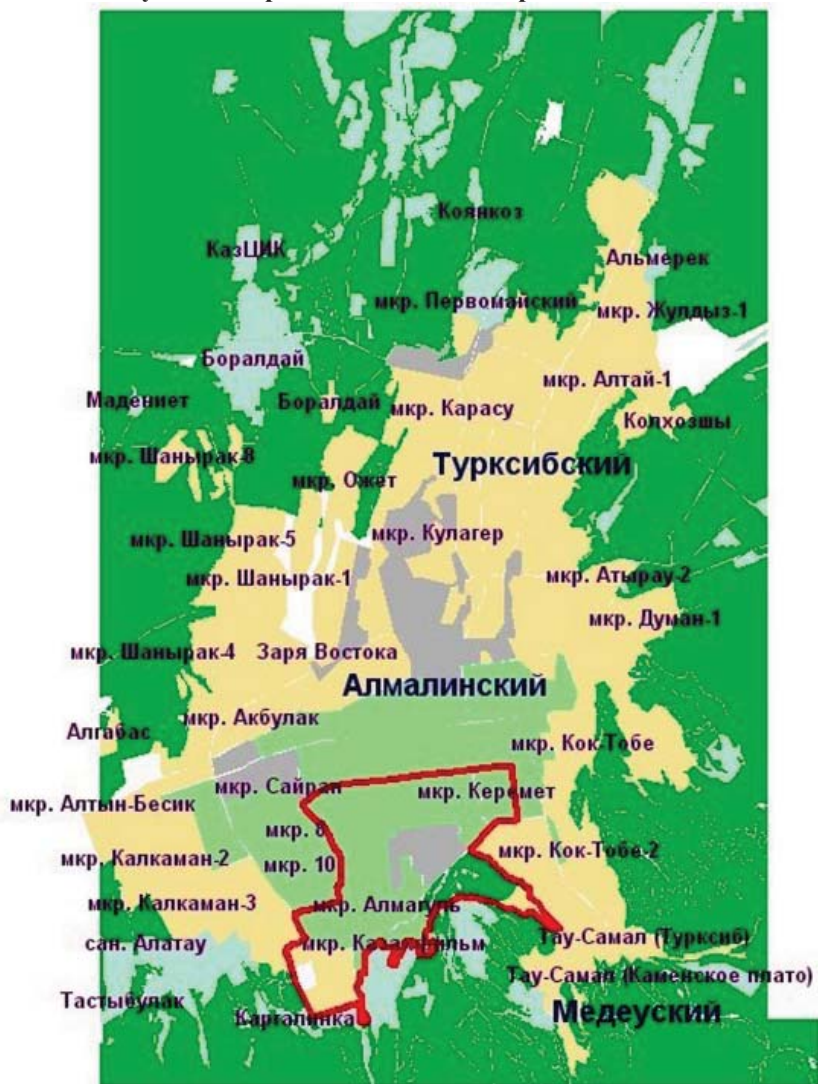 Коянкоз
КазЦИК
Альмерек
мкр. Первомайский
мкр. Жулдыз-1
Боралдай
мкр. Алтай-1
Мадениет
Боралдай
мкр. Карасу
Колхозшы
мкр. Шанырак-8
Турксибский
мкр. Ожет
мкр. Шанырак-5
мкр. Кулагер
мкр. Шанырак-1
мкр. Атырау-2
мкр. Думан-1
мкр. Шанырак-4
Заря Востока
Алмалинский
мкр. Акбулак
Алгабас
мкр. Кок-Тобе
мкр. Сайран
мкр. Керемет
мкр. Алтын-Бесик
мкр. 8
мкр. Кок-Тобе-2
мкр. Калкаман-2
мкр. 10
мкр. Калкаман-3
мкр. Алмагуль
сан. Алатау
мкр. Казахфильм
Тау-Самал (Турксиб)
Тау-Самал (Каменское плато)
Тастыбулак
Каргалинка
Медеуский